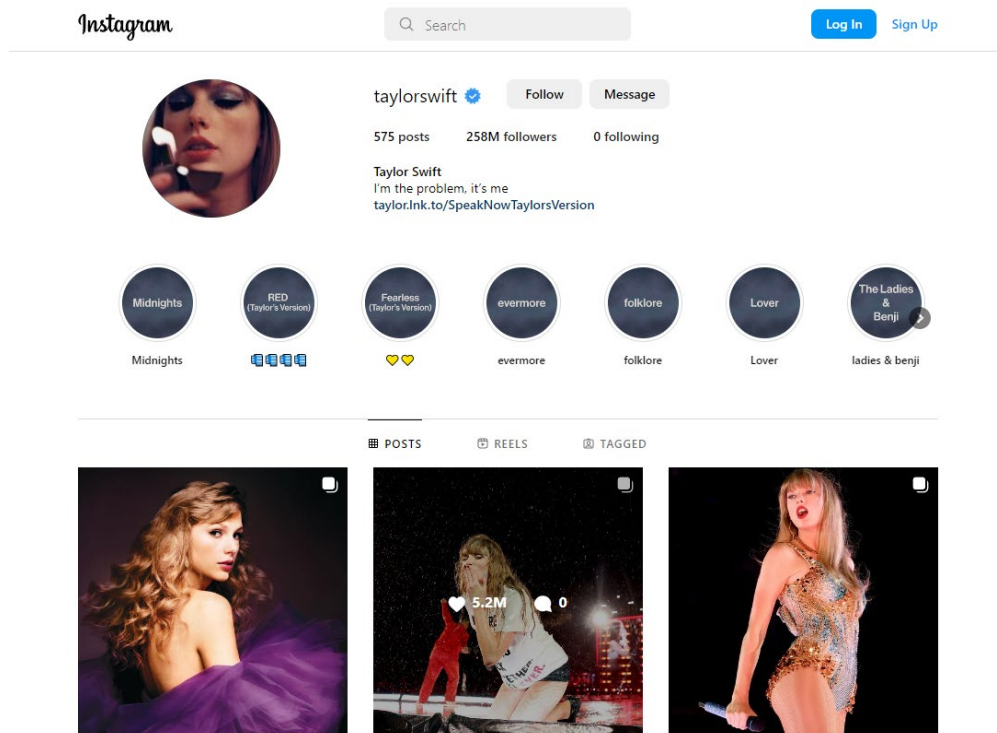 Instagram
Search
Log In
Sign Up
taylorswift
Follow
Message
575 posts
258M followers
0 following
Taylor Swift
I'm the problem, it's me
taylor.lnk.to/SpeakNowTaylorsVersion
Midnights
RED
(Taylor's Version)
Fearless
(Taylor's Version)
evermore
folklore
Lover
The Ladies
&
Benji
Midnights
evermore
folklore
Lover
ladies & benji
POSTS
REELS
TAGGED
5.2M
0
EVER.